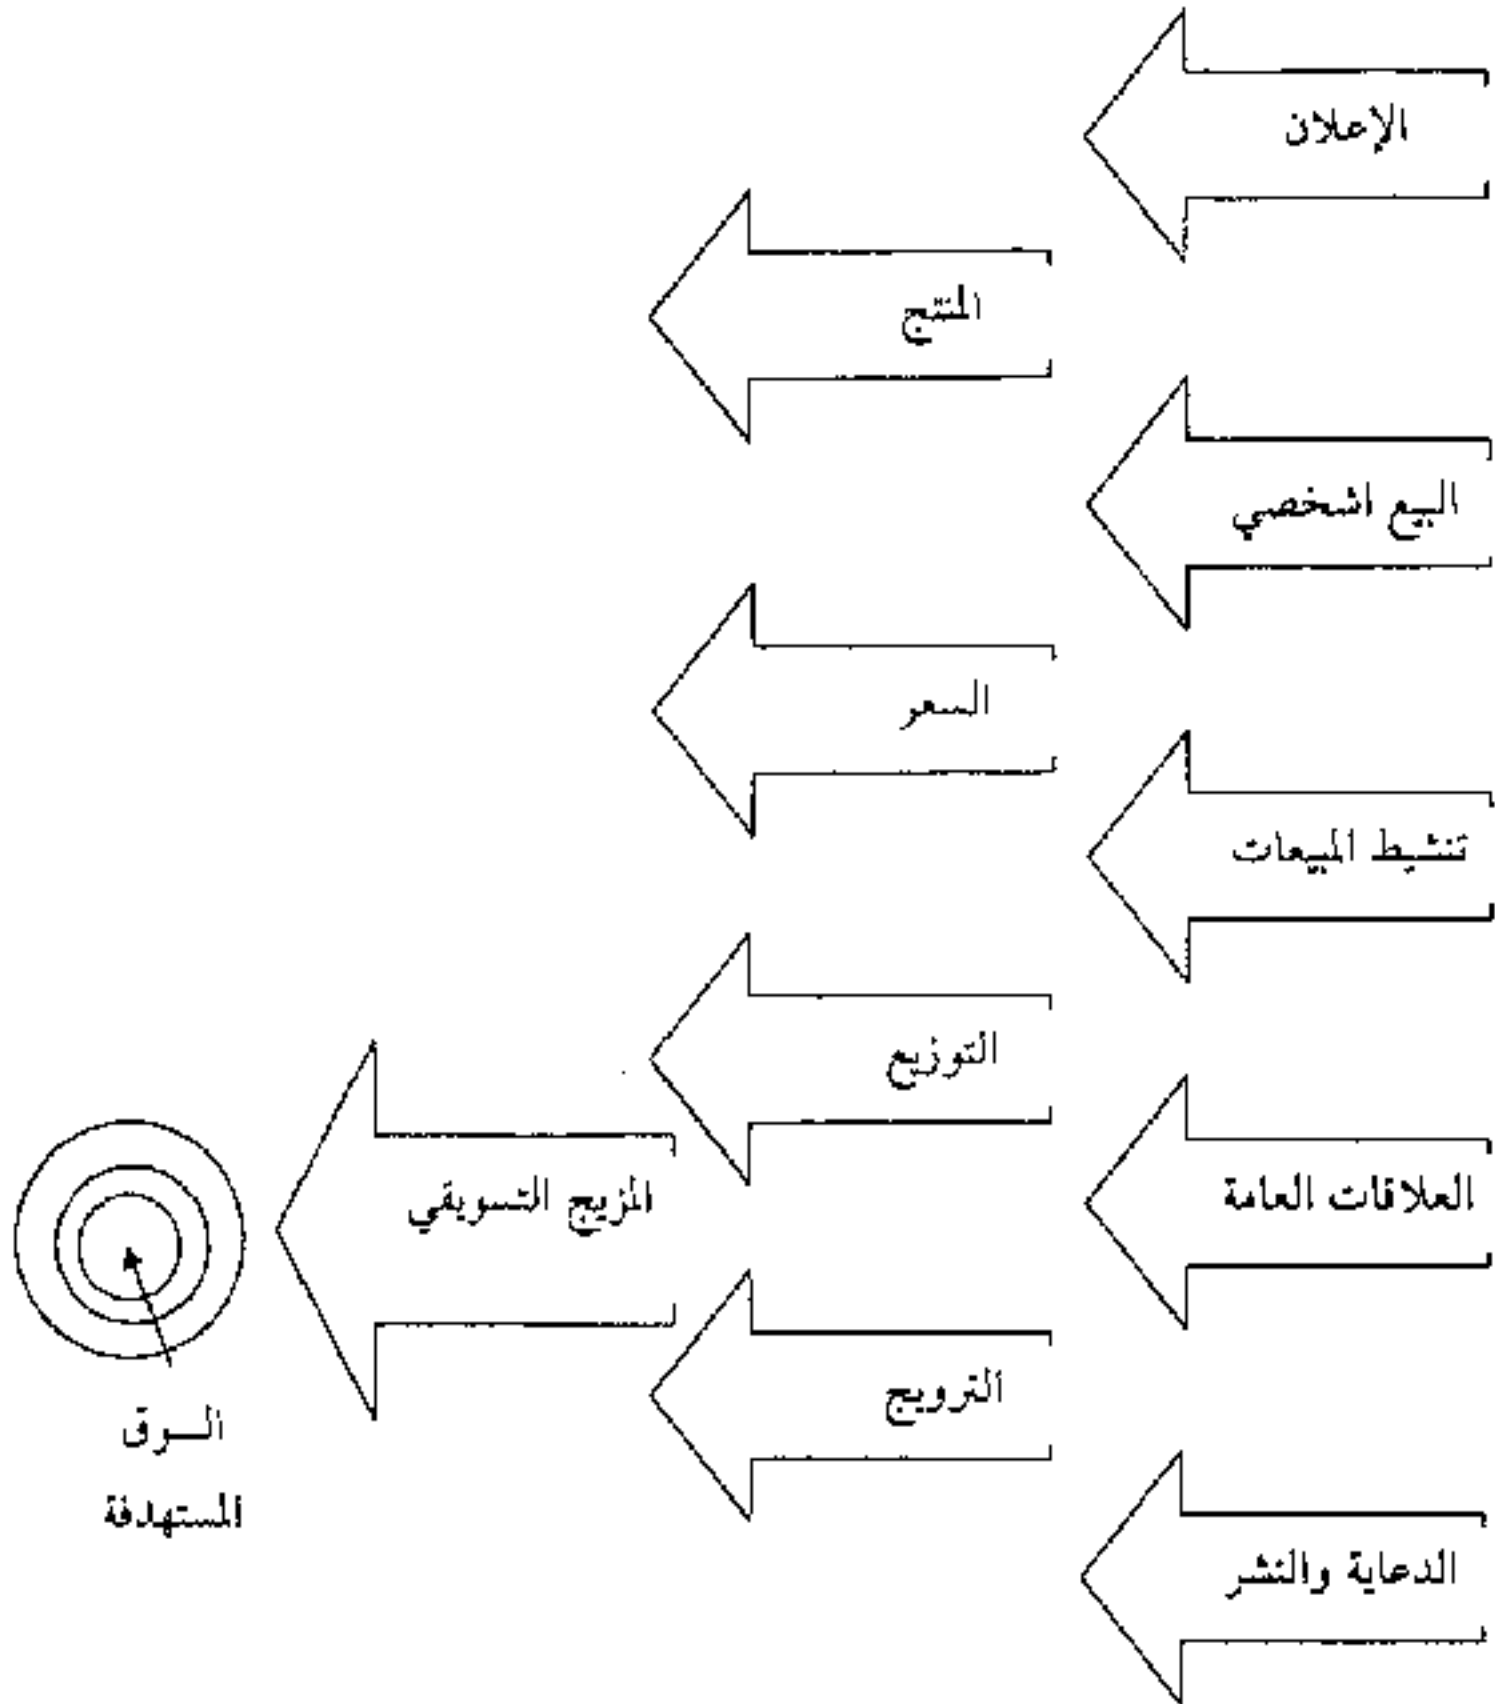 الإعلان
المنتج
البيع اشخصي
السعر
تنشيط المبيعات
التوزيع
المزيج التسويقي
العلاقات العامة
الترويج
السوق
المستهدفة
الدعاية والنشر